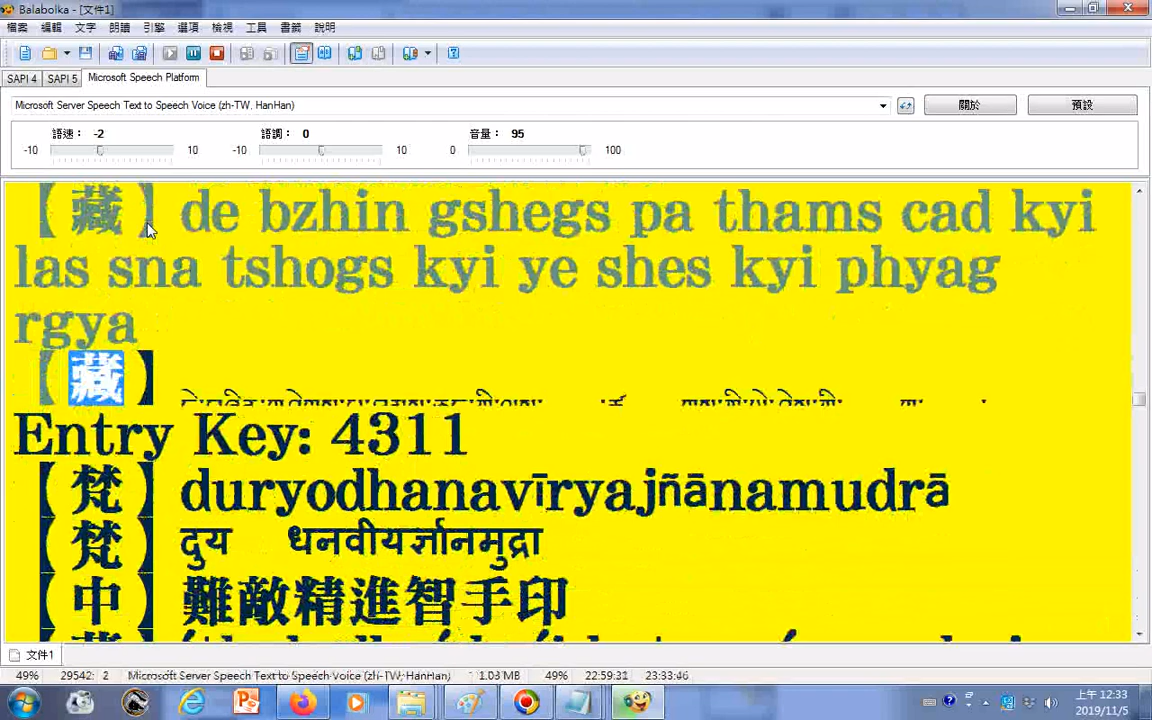 Balabolka - [文件1]
檔案 編輯 文字 朗讀 引擎 選項 檢視 工具 書籤 說明
SAPI 4 SAPI 5 Microsoft Speech Platform
Microsoft Server Speech Text to Speech Voice (zh-TW, HanHan) 關於 預設
語速： -2 語調： 0 音量： 95
-10 10 -10 10 0 100
【藏】de bzhin gshegs pa thams cad kyi
las sna tshogs kyi ye shes kyi phyag
rgya
【藏】
Entry Key: 4311
【梵】duryodhanavīryajñānamudrā
【梵】दुय धनवीयर्ज्ञानमुद्रा
【中】難敵精進智手印
文件1
49% 29542: 2 Microsoft Server Speech Text to Speech Voice (zh-TW, HanHan) 1.03 MB 49% 22:59:31 23:33:46
上午 12:33
2019/11/5